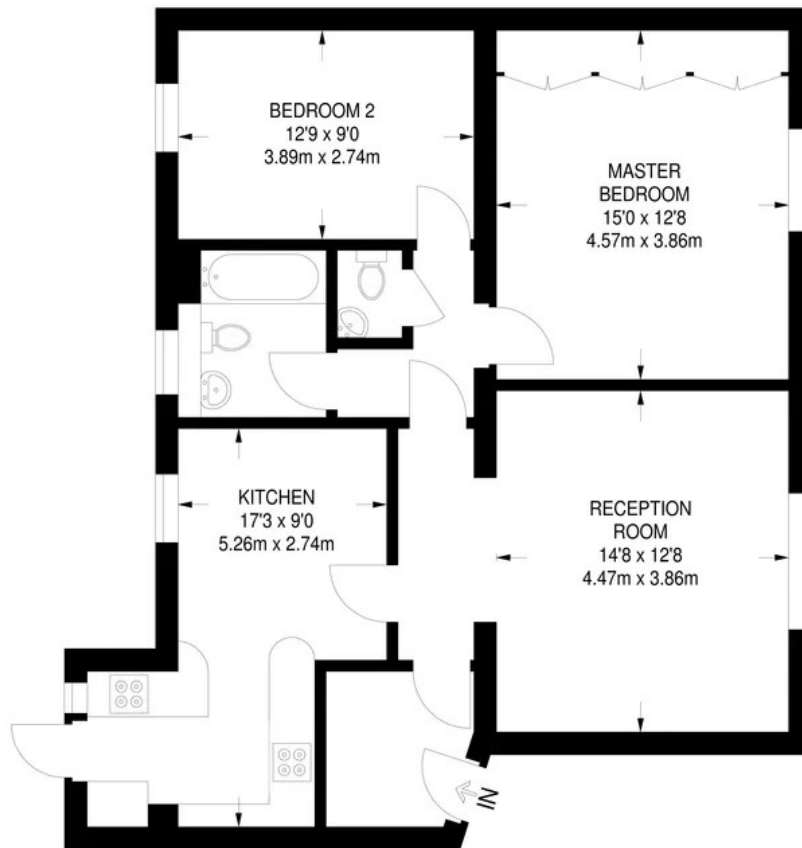 BEDROOM 2
12'9 x 9'0
3.89m x 2.74m
MASTER
BEDROOM
15'0 x 12'8
4.57m x 3.86m
KITCHEN
17'3 x 9'0
5.26m x 2.74m
RECEPTION
ROOM
14'8 x 12'8
4.47m x 3.86m
IN